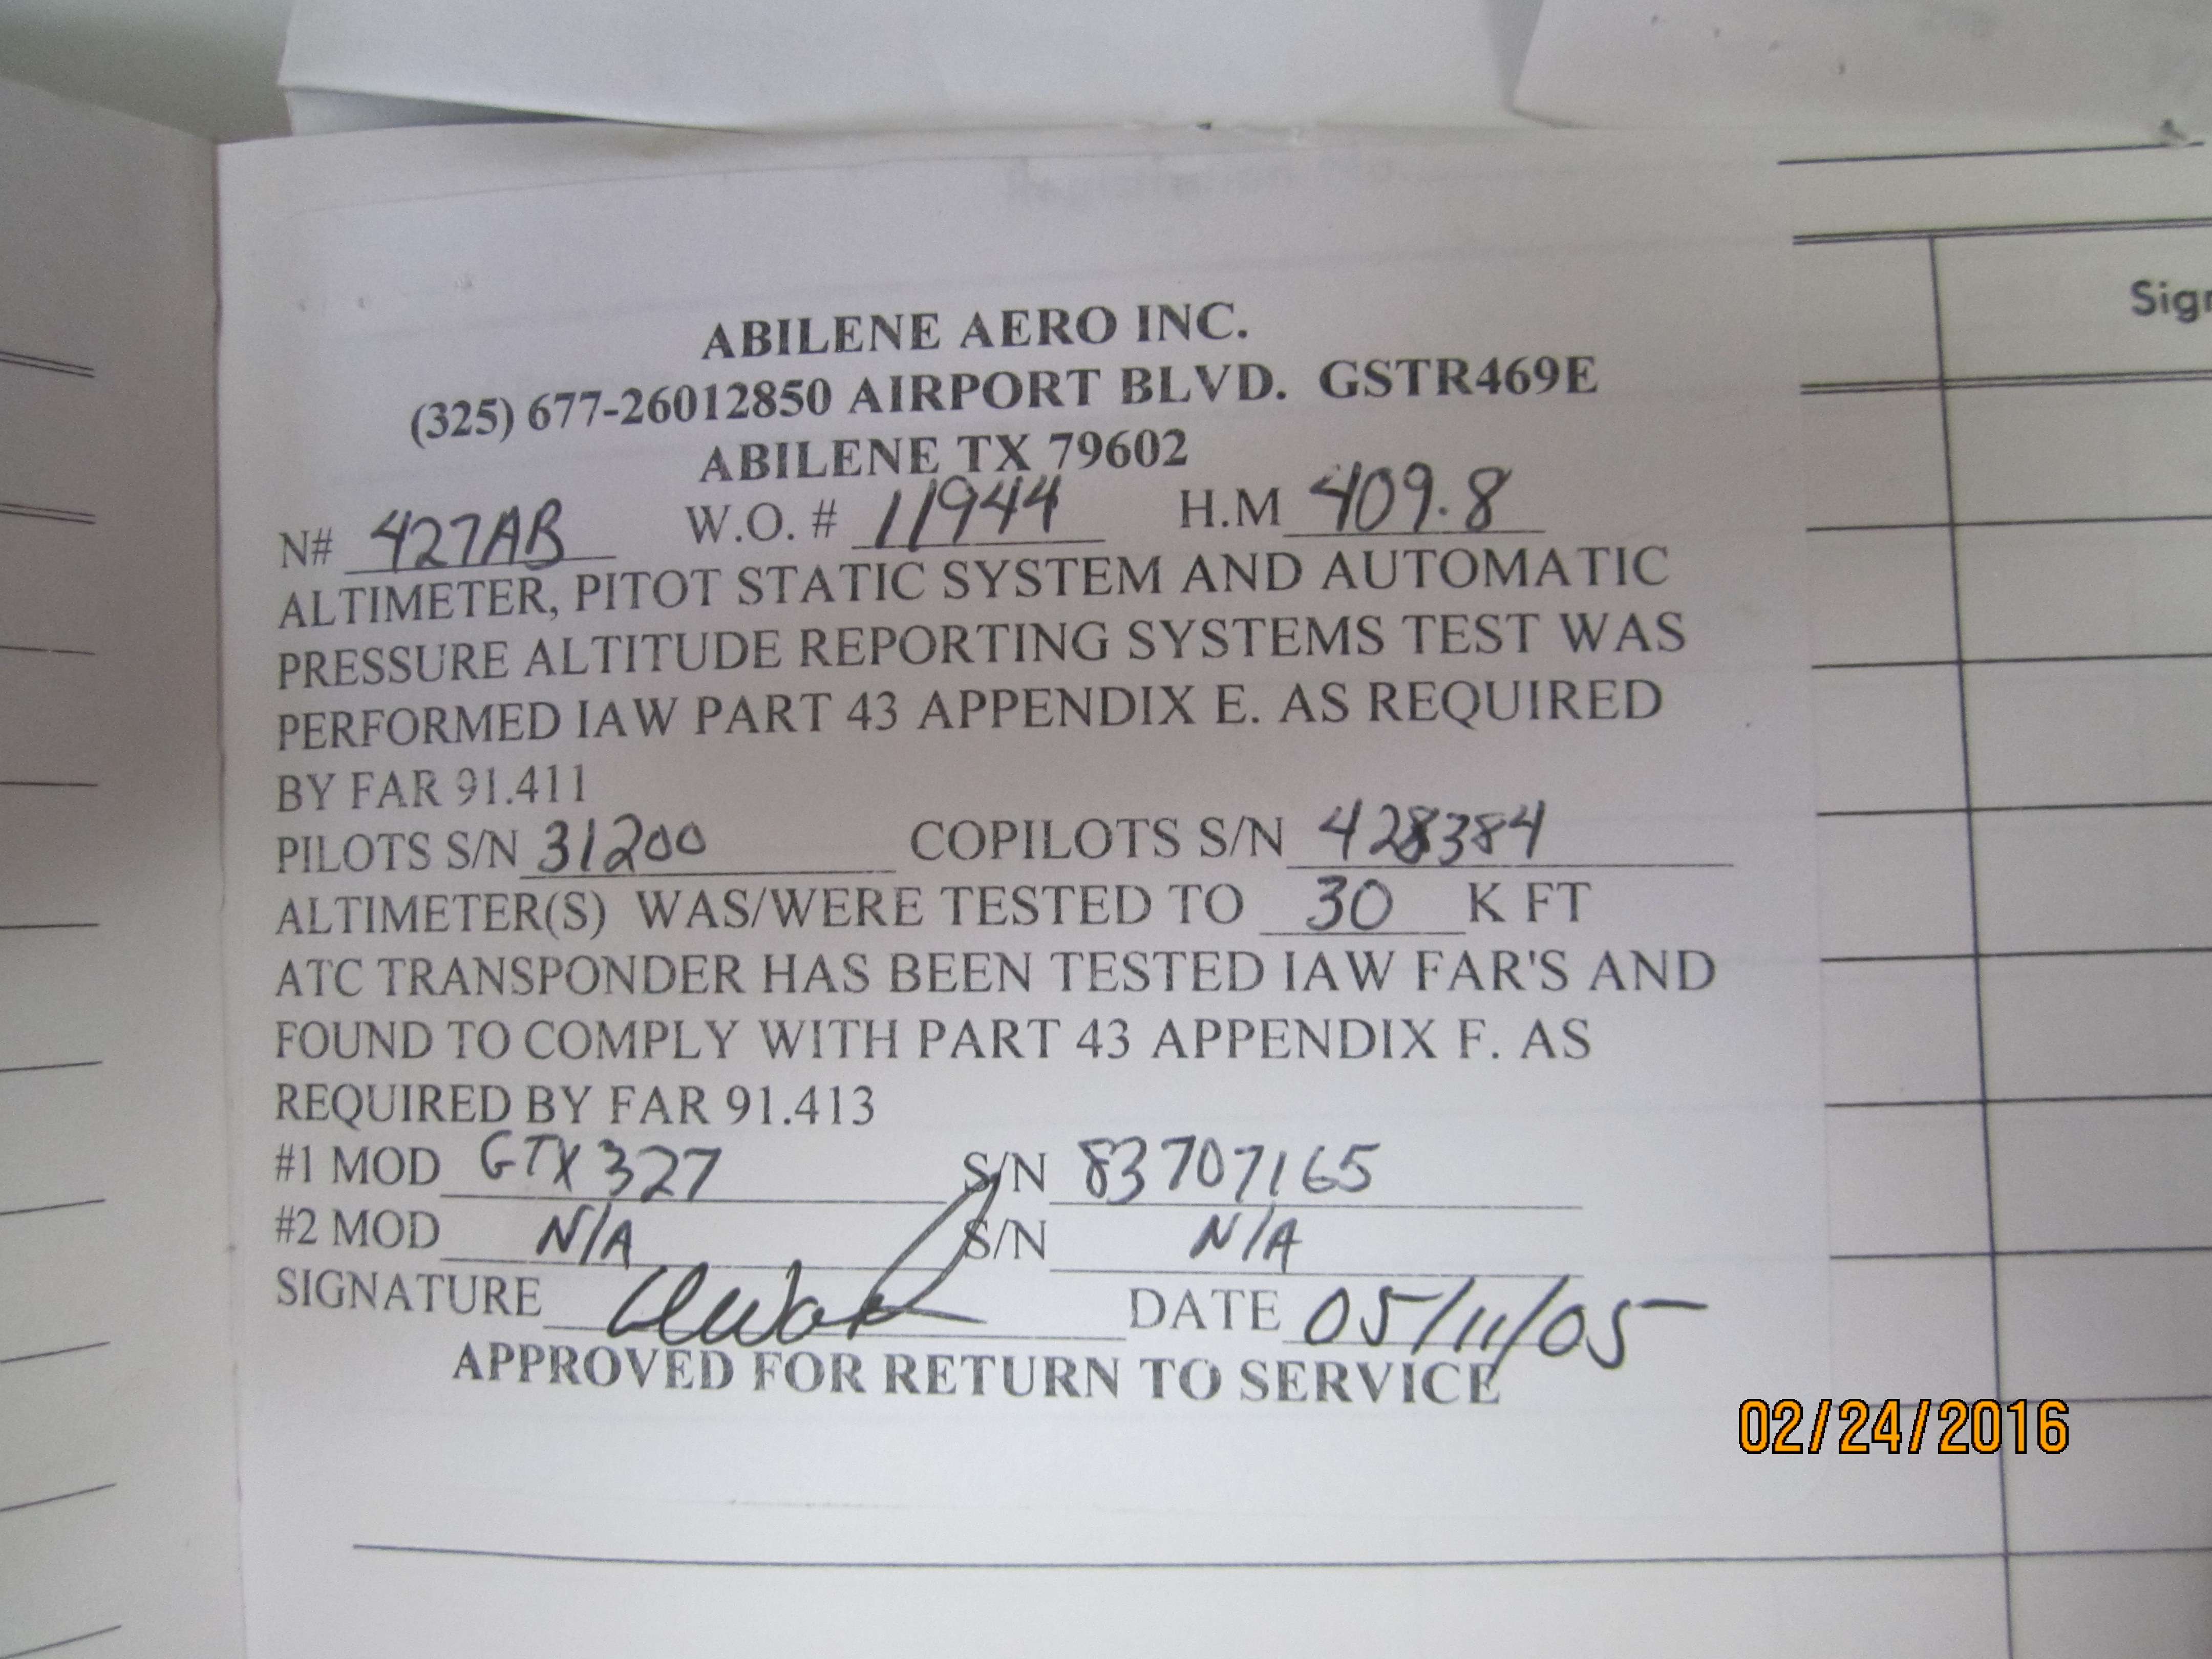 Sign
ABILENE AERO INC.
(325) 677-26012850 AIRPORT BLVD. GSTR469E
ABILENE TX 79602
N# 427AB W.O. # 11944 H.M 409.8
ALTIMETER, PITOT STATIC SYSTEM AND AUTOMATIC
PRESSURE ALTITUDE REPORTING SYSTEMS TEST WAS
PERFORMED IAW PART 43 APPENDIX E. AS REQUIRED
BY FAR 91.411
PILOTS S/N 31200 COPILOTS S/N 428384
ALTIMETER(S) WAS/WERE TESTED TO 30 K FT
ATC TRANSPONDER HAS BEEN TESTED IAW FAR'S AND
FOUND TO COMPLY WITH PART 43 APPENDIX F. AS
REQUIRED BY FAR 91.413
#1 MOD GTX 327 S/N 83707165
#2 MOD N/A S/N N/A
SIGNATURE DATE 05/11/05
APPROVED FOR RETURN TO SERVICE
02/24/2016